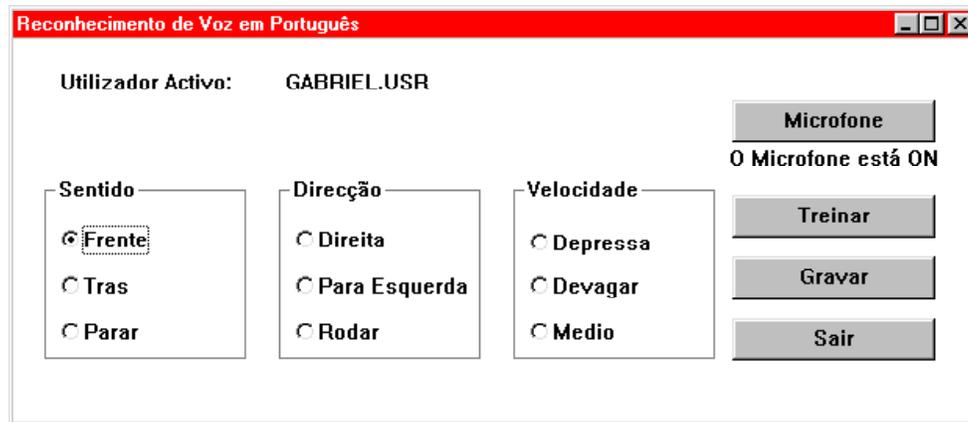 Reconhecimento de Voz em Português
Utilizador Activo: GABRIEL.USR
Microfone
O Microfone está ON
Sentido
Frente
Tras
Parar
Direcção
Direita
Para Esquerda
Rodar
Velocidade
Depressa
Devagar
Medio
Treinar
Gravar
Sair